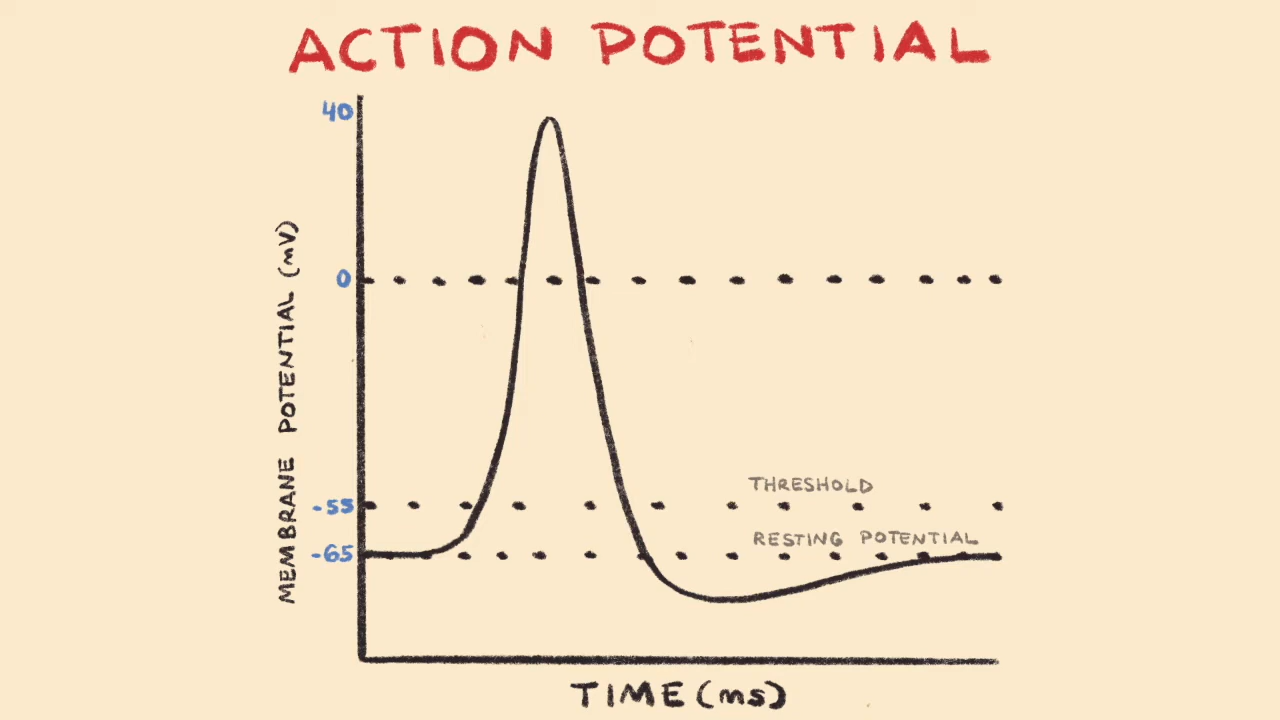 ACTION POTENTIAL
40
MEMBRANE POTENTIAL (mV)
0
THRESHOLD
-55
RESTING POTENTIAL
-65
TIME (ms)